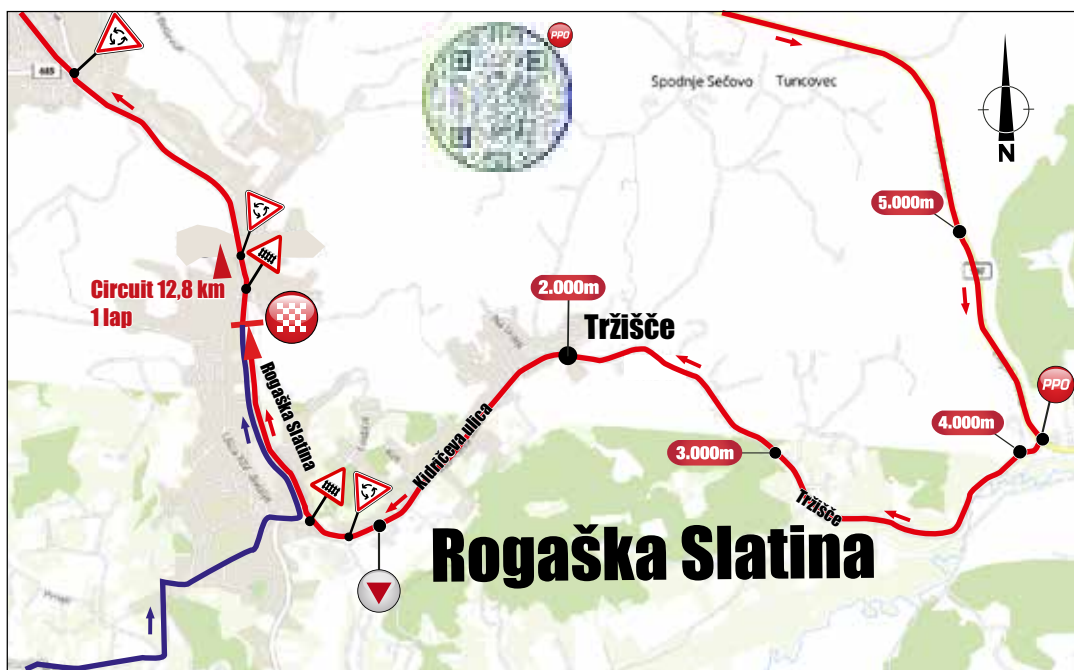 PPO
Spodnje Sečovo
Tuncovec
N
5.000m
Circuit 12,8 km
1 lap
2.000m
Tržišče
Rogaška Slatina
Kidričeva ulica
PPO
4.000m
3.000m
Tržišče
Rogaška Slatina